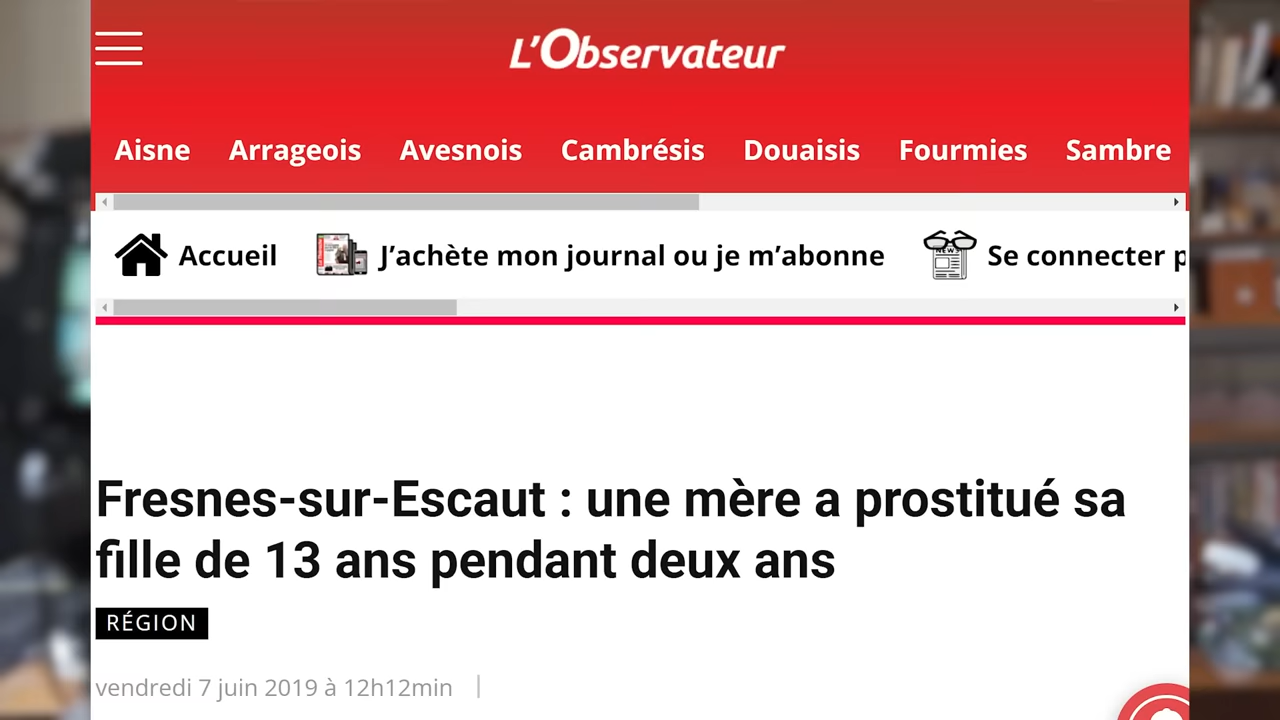 L'Observateur
Aisne Arrageois Avesnois Cambrésis Douaisis Fourmies Sambre
Accueil J'achète mon journal ou je m'abonne NEWS Se connecter p
Fresnes-sur-Escaut : une mère a prostitué sa
fille de 13 ans pendant deux ans
RÉGION
vendredi 7 juin 2019 à 12h12min